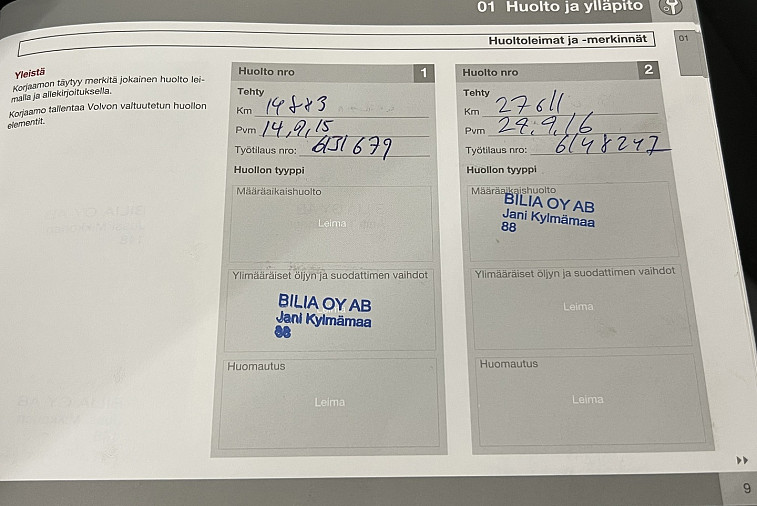 01 Huolto ja ylläpito
Huoltoleimat ja -merkinnät
01
Yleistä
Korjaamon täytyy merkitä jokainen huolto lei-
malla ja allekirjoituksella.
Korjaamo tallentaa Volvon valtuutetun huollon
elementit.
Huolto nro 1
Tehty
Km 14883
Pvm 14,9,15
Työtilaus nro: 6131679
Huollon tyyppi
Määräaikaishuolto
Leima
Ylimääräiset öljyn ja suodattimen vaihdot
BILIA OY AB
Jani Kylmämaa
88
Huomautus
Leima
Huolto nro 2
Tehty
Km 27611
Pvm 29.9.16
Työtilaus nro: 6148247
Huollon tyyppi
Määräaikaishuolto
BILIA OY AB
Jani Kylmämaa
88
Ylimääräiset öljyn ja suodattimen vaihdot
Leima
Huomautus
Leima
9